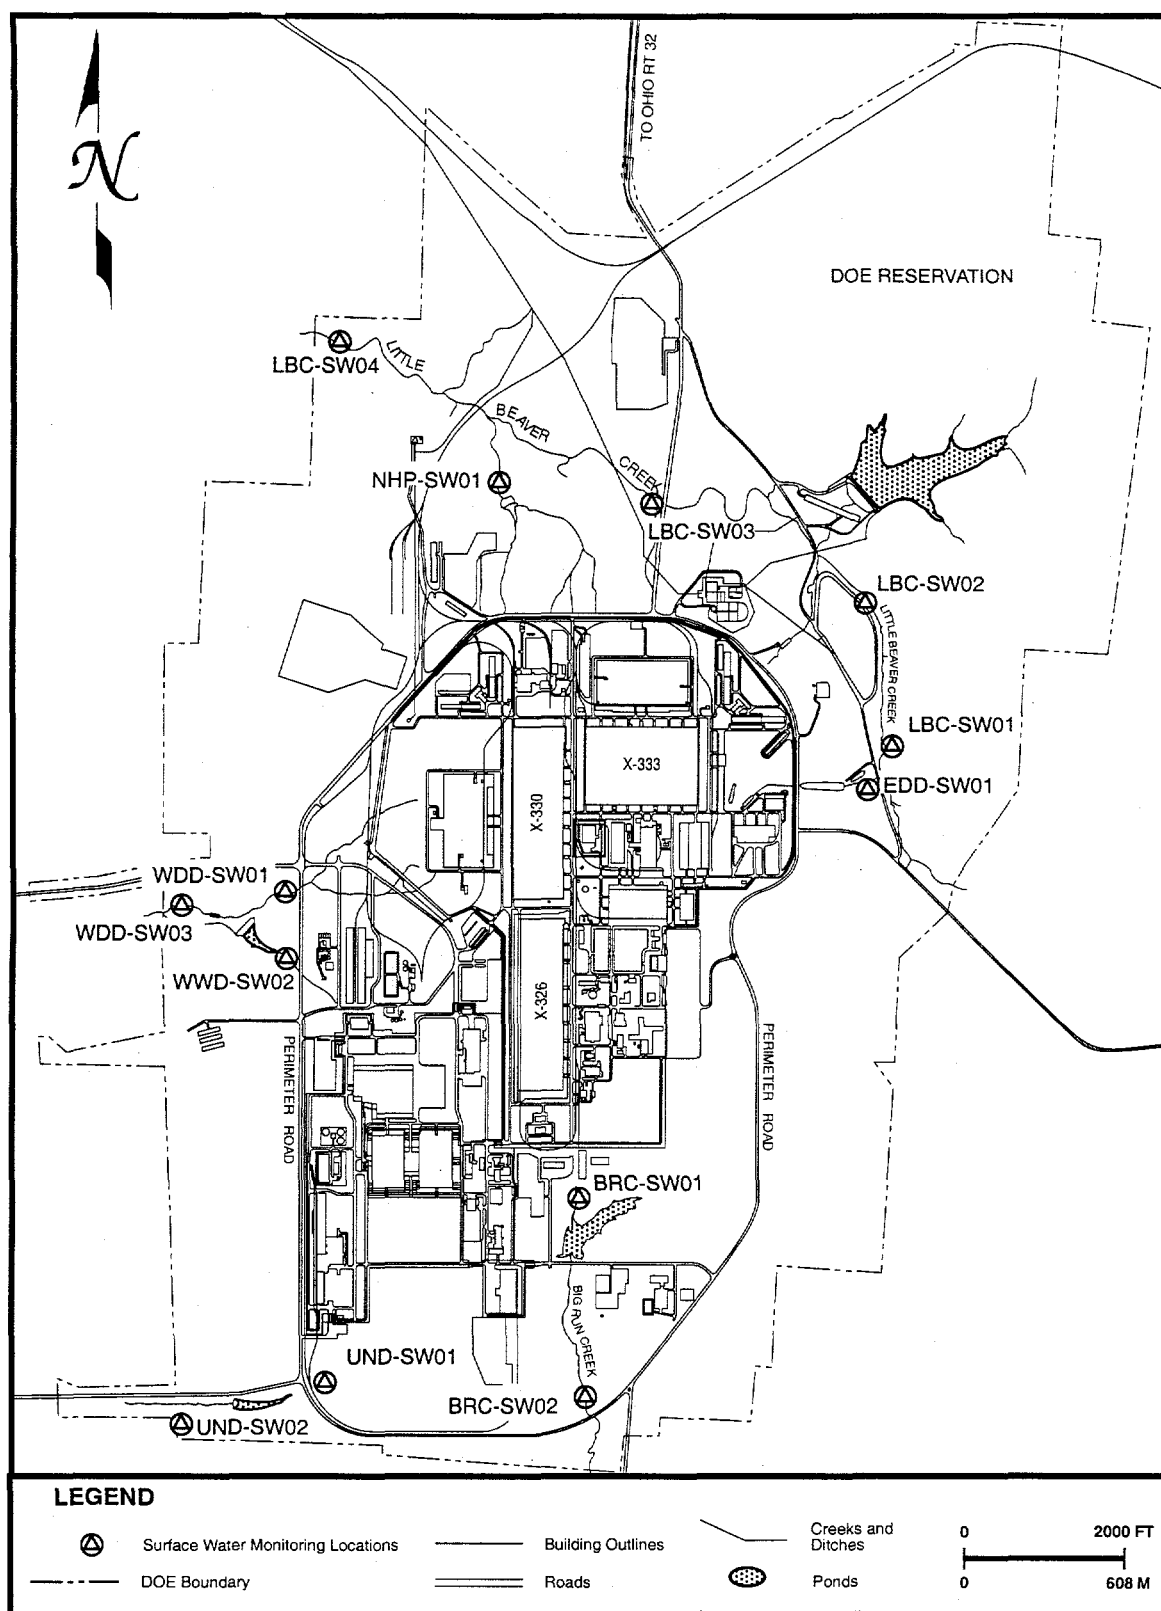 N
TO OHIO RT 32
DOE RESERVATION
LBC-SW04
LITTLE
BEAVER
CREEK
NHP-SW01
LBC-SW03
LBC-SW02
LITTLE BEAVER CREEK
LBC-SW01
EDD-SW01
X-333
X-330
WDD-SW01
WDD-SW03
WWD-SW02
X-326
PERIMETER ROAD
PERIMETER ROAD
BRC-SW01
BIG RUN CREEK
UND-SW01
BRC-SW02
UND-SW02
LEGEND
Surface Water Monitoring Locations
DOE Boundary
Building Outlines
Roads
Creeks and
Ditches
Ponds
0 2000 FT
0 608 M